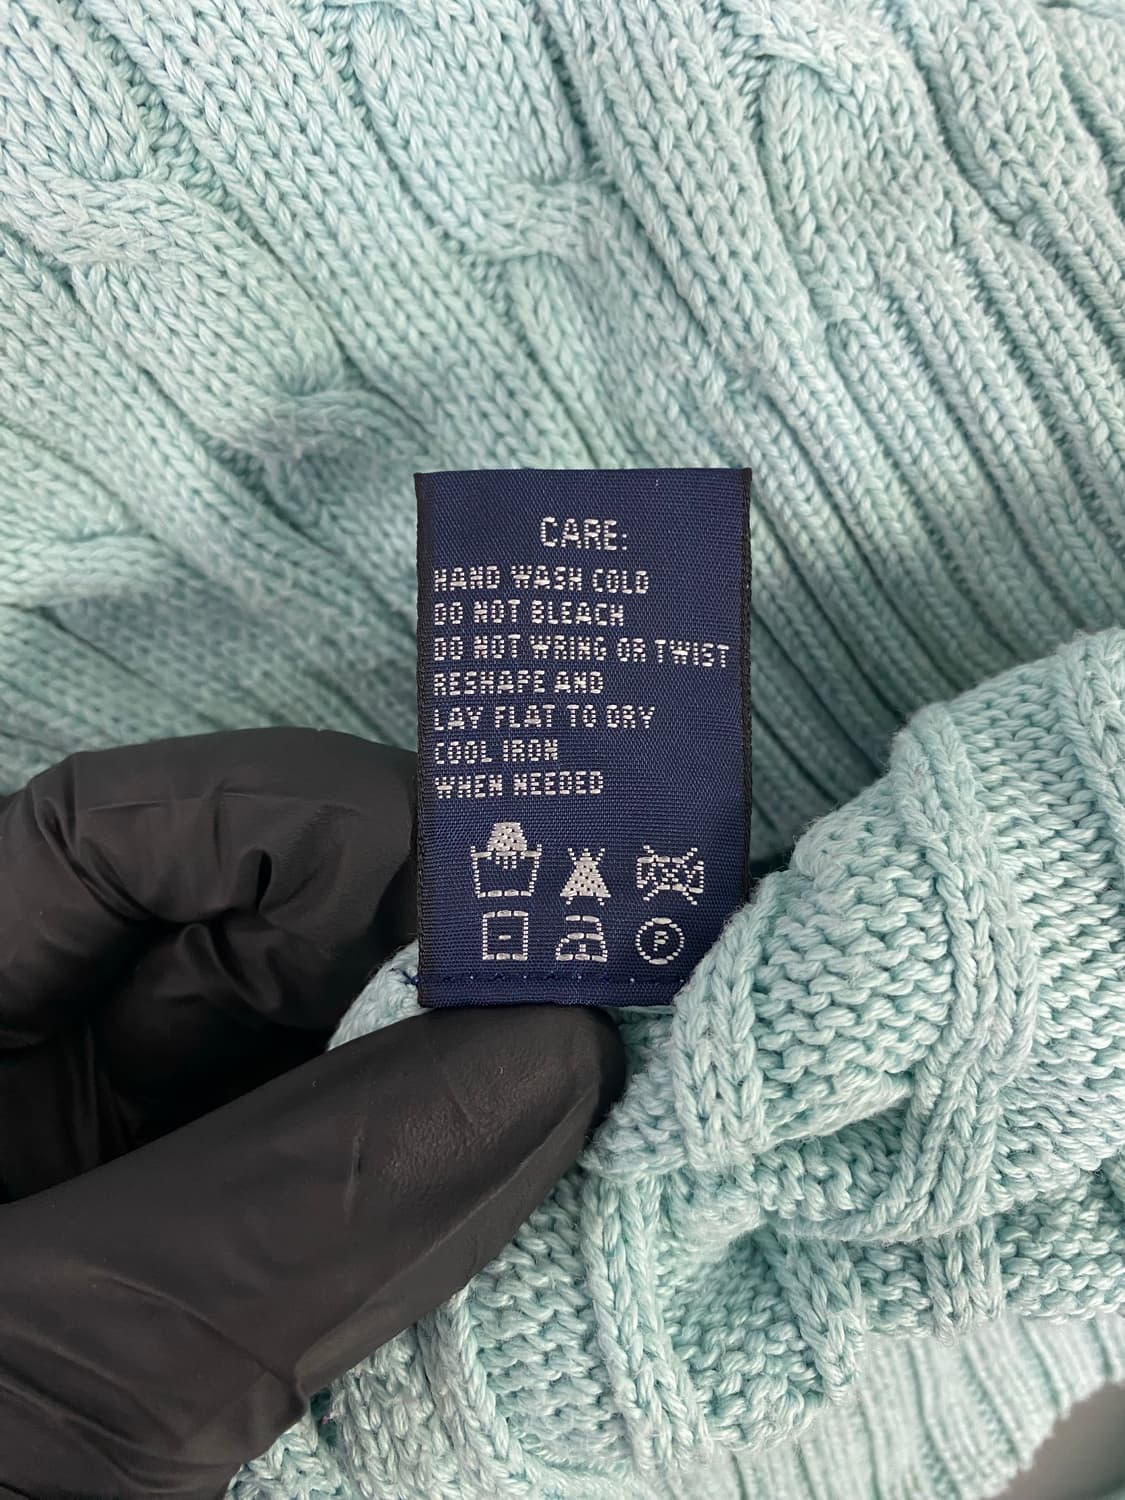 CARE:
HAND WASH COLD
DO NOT BLEACH
DO NOT WRING OR TWIST
RESHAPE AND
LAY FLAT TO DRY
COOL IRON
WHEN NEEDED
P